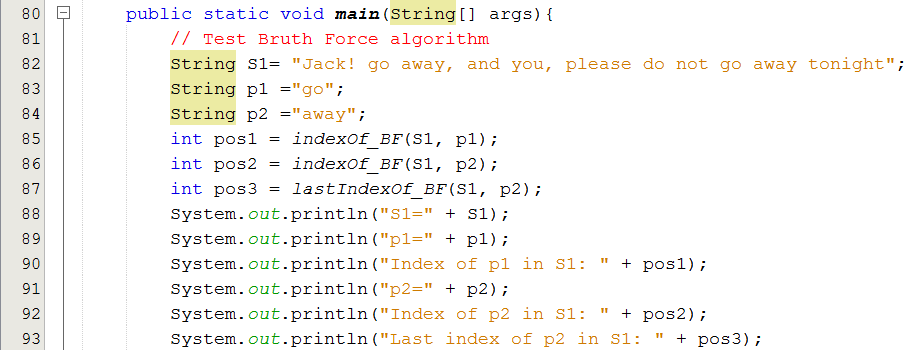 80 public static void main(String[] args){
81 // Test Bruth Force algorithm
82 String S1= "Jack! go away, and you, please do not go away tonight";
83 String p1 ="go";
84 String p2 ="away";
85 int pos1 = indexOf_BF(S1, p1);
86 int pos2 = indexOf_BF(S1, p2);
87 int pos3 = lastIndexOf_BF(S1, p2);
88 System.out.println("S1=" + S1);
89 System.out.println("p1=" + p1);
90 System.out.println("Index of p1 in S1: " + pos1);
91 System.out.println("p2=" + p2);
92 System.out.println("Index of p2 in S1: " + pos2);
93 System.out.println("Last index of p2 in S1: " + pos3);